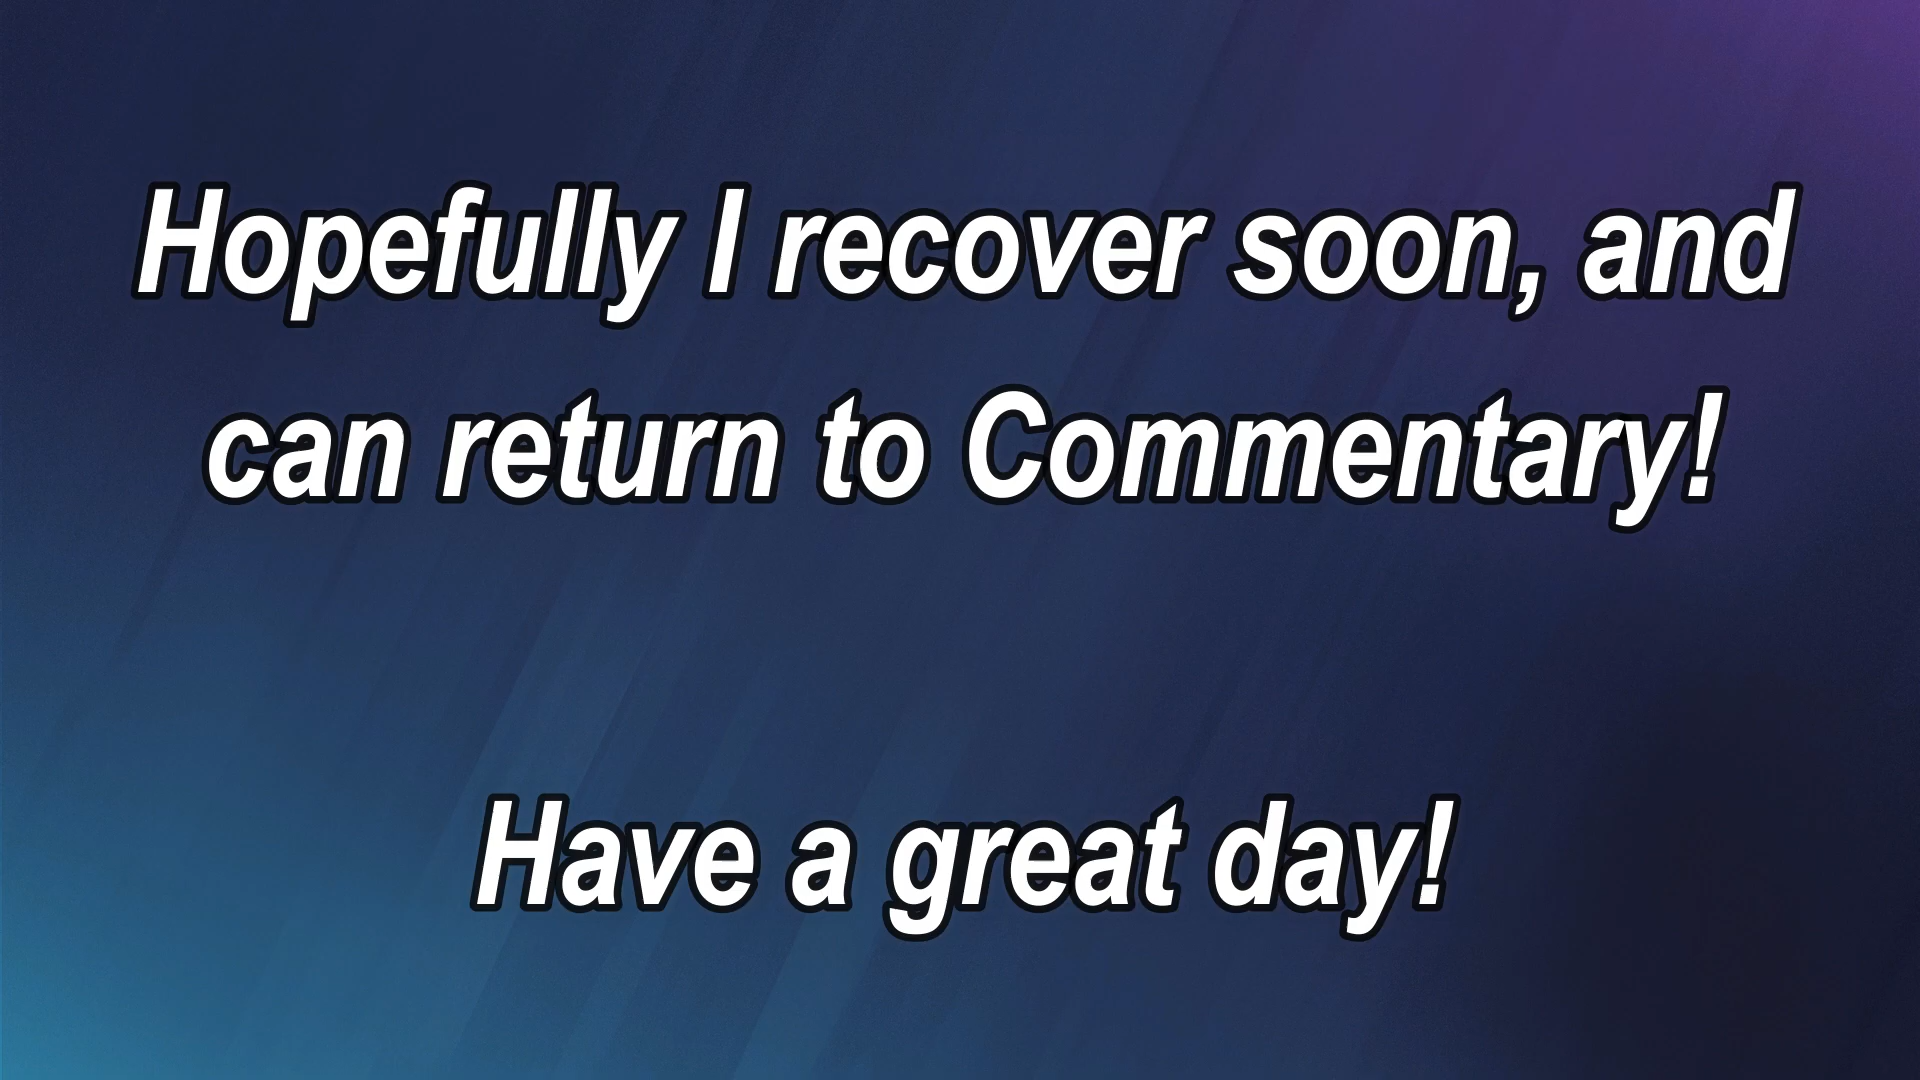 Hopefully I recover soon, and
can return to Commentary!
Have a great day!